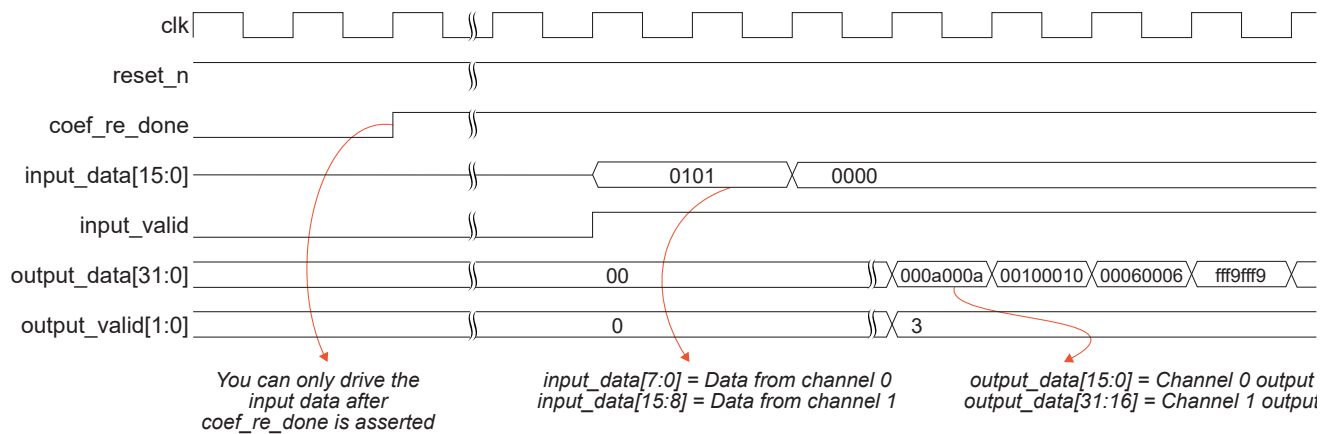 clk
reset_n
coef_re_done
input_data[15:0] 0101 0000
input_valid
output_data[31:0] 00 000a000a 00100010 00060006 fff9fff9
output_valid[1:0] 0 3
You can only drive the
input data after
coef_re_done is asserted
input_data[7:0] = Data from channel 0
input_data[15:8] = Data from channel 1
output_data[15:0] = Channel 0 output
output_data[31:16] = Channel 1 output